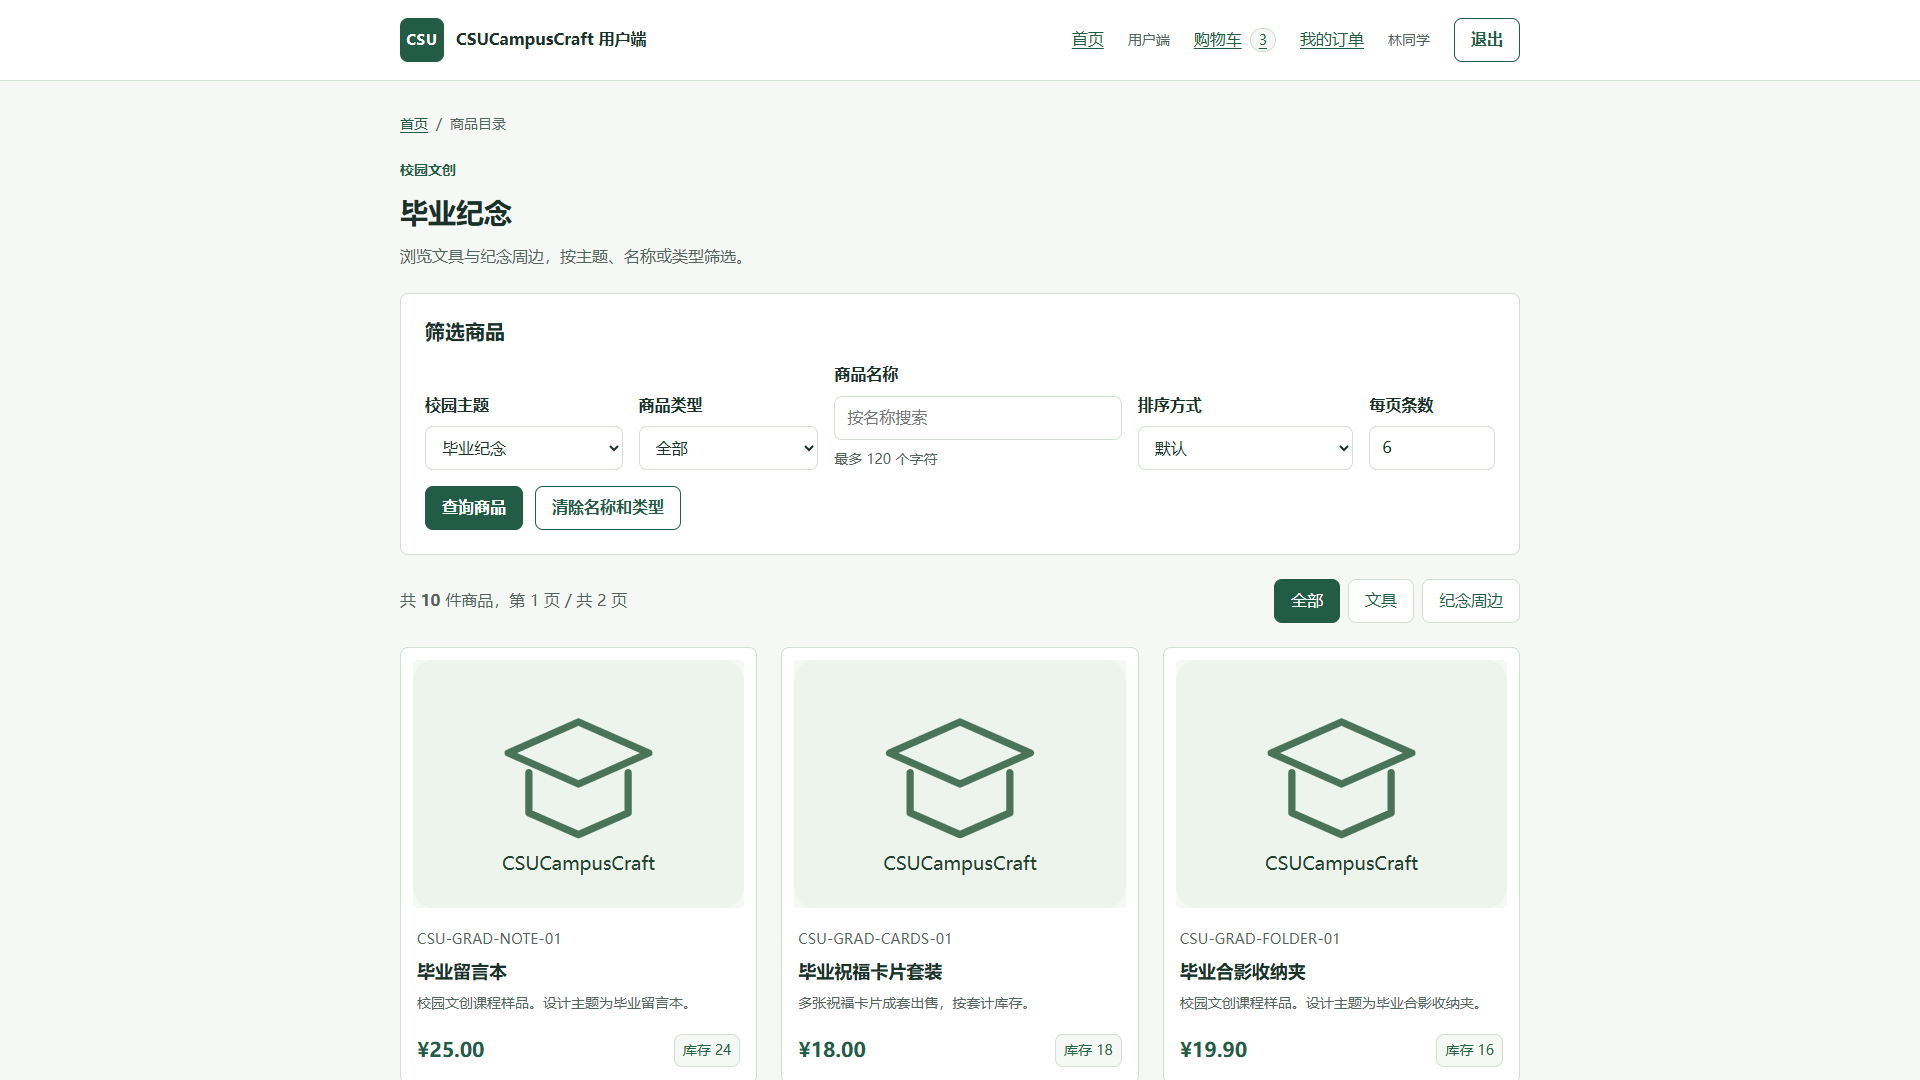 CSU CSUCampusCraft 用户端 首页 用户端 购物车 3 我的订单 林同学 退出
首页 / 商品目录
校园文创
毕业纪念
浏览文具与纪念周边，按主题、名称或类型筛选。
筛选商品
校园主题 商品类型 商品名称 排序方式 每页条数
毕业纪念 全部 按名称搜索 默认 6
最多 120 个字符
查询商品 清除名称和类型
共 10 件商品，第 1 页 / 共 2 页 全部 文具 纪念周边
CSUCampusCraft CSUCampusCraft CSUCampusCraft
CSU-GRAD-NOTE-01 CSU-GRAD-CARDS-01 CSU-GRAD-FOLDER-01
毕业留言本 毕业祝福卡片套装 毕业合影收纳夹
校园文创课程样品。设计主题为毕业留言本。 多张祝福卡片成套出售，按套计库存。 校园文创课程样品。设计主题为毕业合影收纳夹。
¥25.00 库存 24 ¥18.00 库存 18 ¥19.90 库存 16